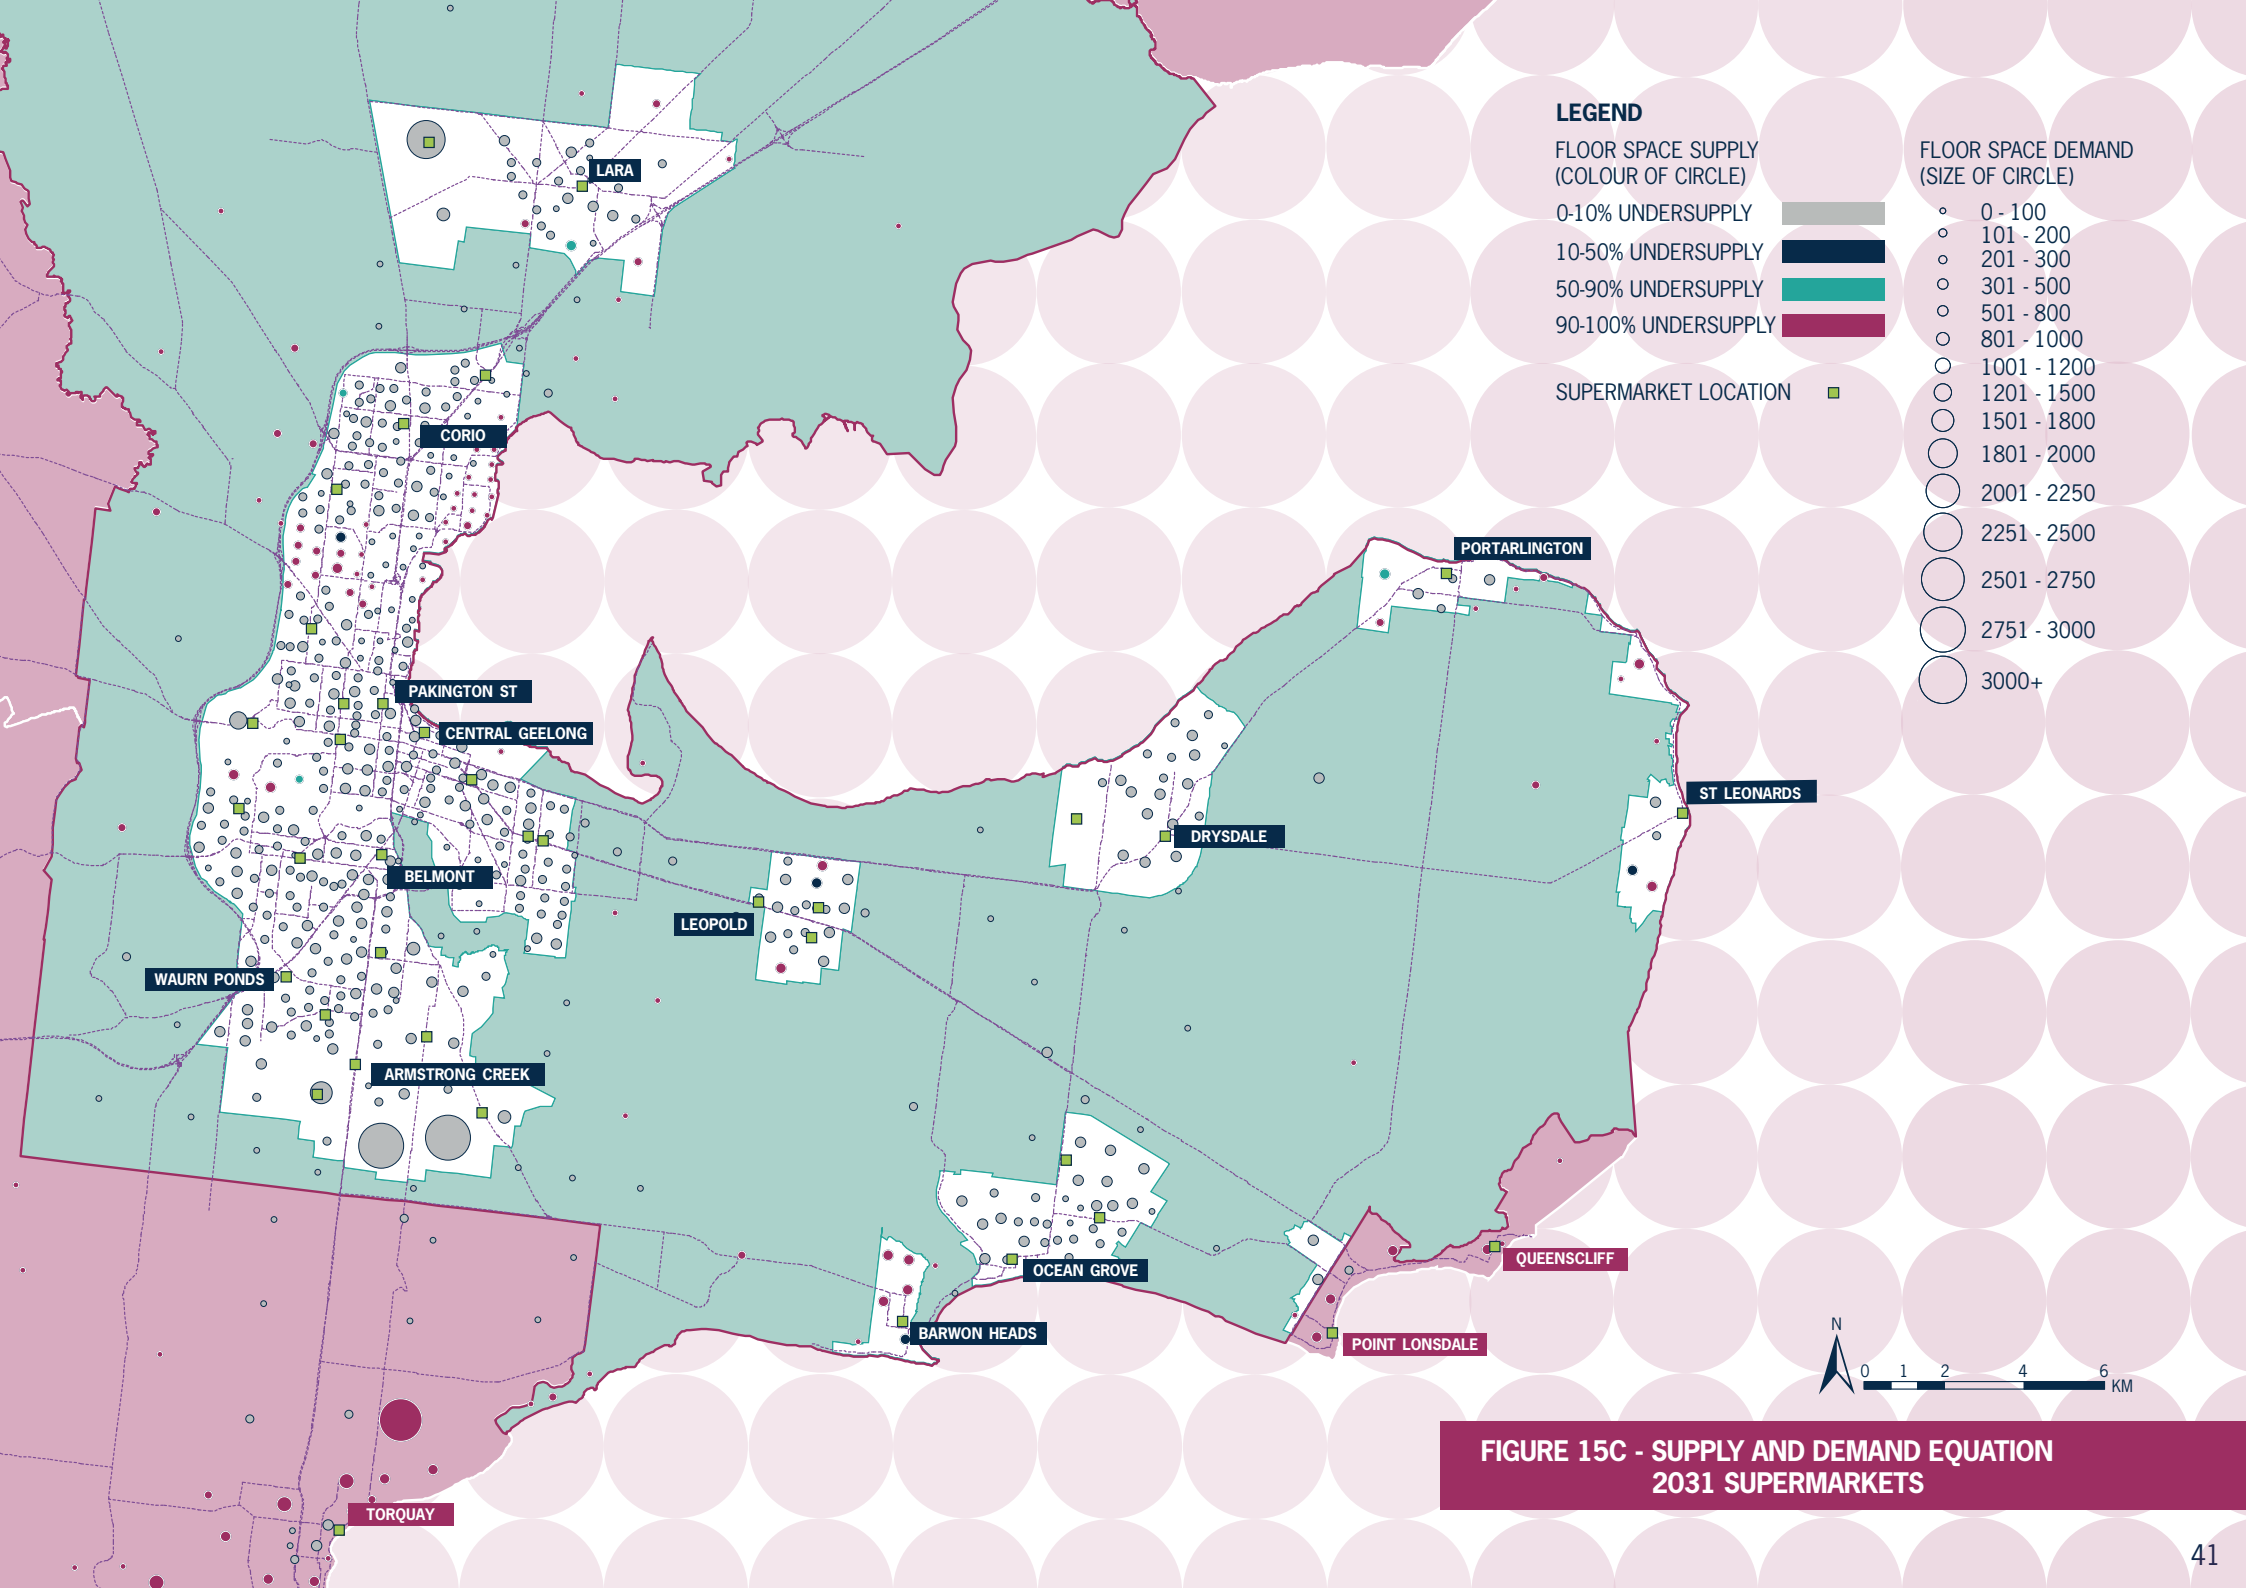 LEGEND
FLOOR SPACE SUPPLY
(COLOUR OF CIRCLE)
0-10% UNDERSUPPLY
10-50% UNDERSUPPLY
50-90% UNDERSUPPLY
90-100% UNDERSUPPLY
SUPERMARKET LOCATION
FLOOR SPACE DEMAND
(SIZE OF CIRCLE)
0 - 100
101 - 200
201 - 300
301 - 500
501 - 800
801 - 1000
1001 - 1200
1201 - 1500
1501 - 1800
1801 - 2000
2001 - 2250
2251 - 2500
2501 - 2750
2751 - 3000
3000+
LARA
CORIO
PORTARLINGTON
PAKINGTON ST
CENTRAL GEELONG
ST LEONARDS
DRYSDALE
BELMONT
LEOPOLD
WAURN PONDS
ARMSTRONG CREEK
OCEAN GROVE
QUEENSCLIFF
BARWON HEADS
POINT LONSDALE
TORQUAY
N
0 1 2 4 6
KM
FIGURE 15C - SUPPLY AND DEMAND EQUATION
2031 SUPERMARKETS
41